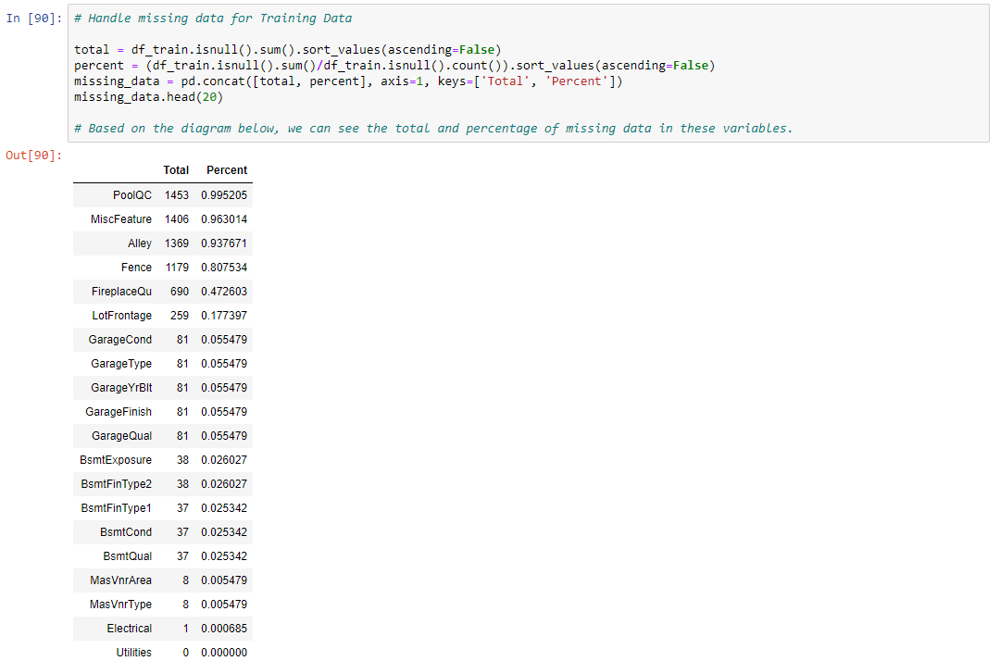 In [90]: # Handle missing data for Training Data
total = df_train.isnull().sum().sort_values(ascending=False)
percent = (df_train.isnull().sum()/df_train.isnull().count()).sort_values(ascending=False)
missing_data = pd.concat([total, percent], axis=1, keys=['Total', 'Percent'])
missing_data.head(20)
# Based on the diagram below, we can see the total and percentage of missing data in these variables.
Out[90]:
Total Percent
PoolQC 1453 0.995205
MiscFeature 1406 0.963014
Alley 1369 0.937671
Fence 1179 0.807534
FireplaceQu 690 0.472603
LotFrontage 259 0.177397
GarageCond 81 0.055479
GarageType 81 0.055479
GarageYrBlt 81 0.055479
GarageFinish 81 0.055479
GarageQual 81 0.055479
BsmtExposure 38 0.026027
BsmtFinType2 38 0.026027
BsmtFinType1 37 0.025342
BsmtCond 37 0.025342
BsmtQual 37 0.025342
MasVnrArea 8 0.005479
MasVnrType 8 0.005479
Electrical 1 0.000685
Utilities 0 0.000000